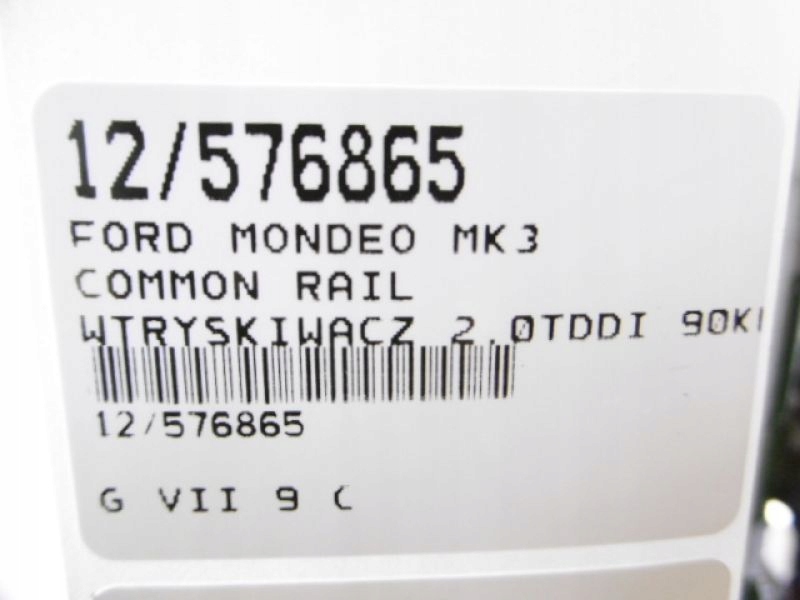 12/576865
FORD MONDEO MK3
COMMON RAIL
WTRYSKIWACZ 2.0TDDI
12/576865
G VII 9 C